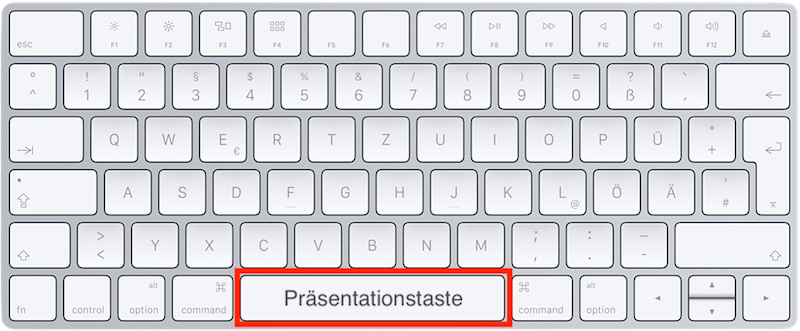 esc F1 F2 F3 F4 F5 F6 F7 F8 F9 F10 F11 F12
° ! " § $ % & / ( ) = ? `
^ 1 2 3 4 5 6 7 8 9 0 ß ´
Q W E € R T Z U I O P Ü * +
A S D F G H J K L @ Ö Ä ' #
> < Y X C V B N M ; , : . _ -
fn control alt option ⌘ command Präsentationstaste ⌘ command alt option